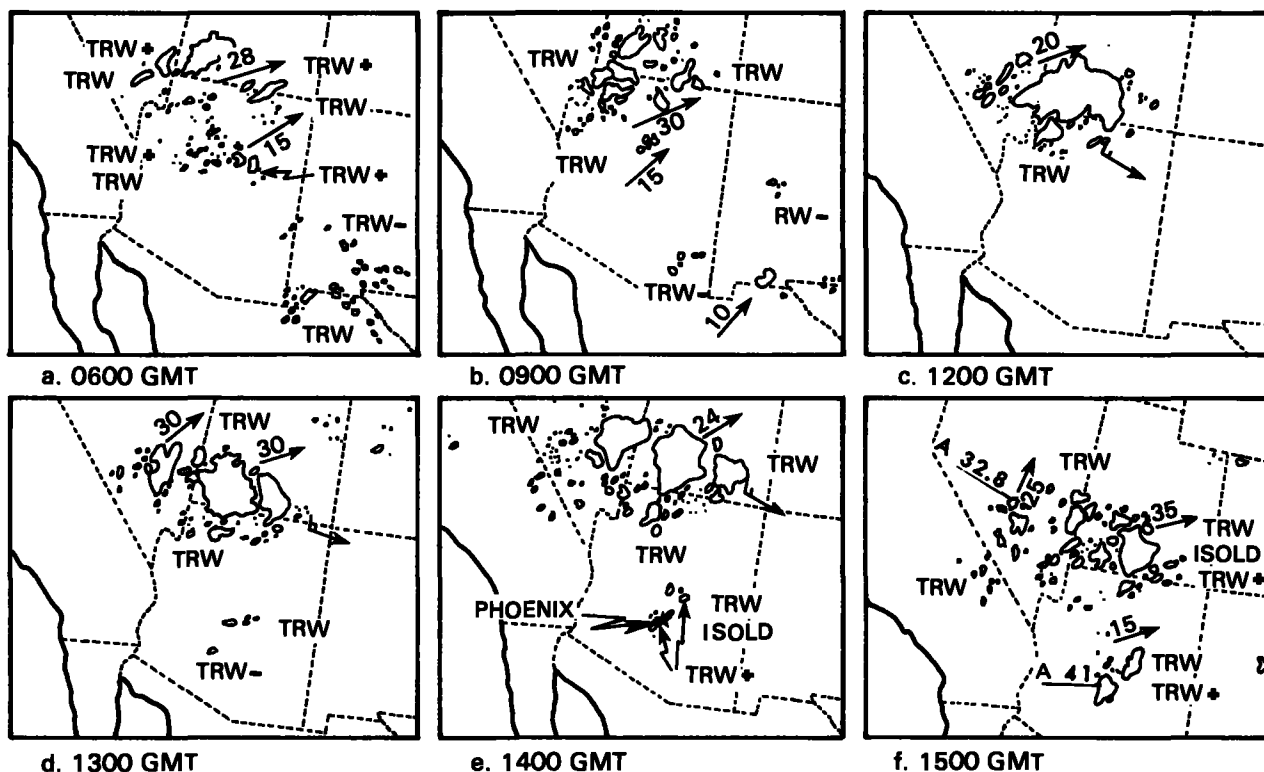 TRW+
28
TRW
TRW+
TRW
15
TRW+
TRW
TRW+
TRW-
TRW
a. 0600 GMT
TRW
TRW
30
TRW
15
RW-
TRW-
10
b. 0900 GMT
20
TRW
c. 1200 GMT
30
TRW
30
TRW
TRW
TRW-
d. 1300 GMT
24
TRW
TRW
TRW
PHOENIX
TRW
ISOLD
TRW+
e. 1400 GMT
A
32.8
25
TRW
35
TRW
ISOLD
TRW+
TRW
15
A 41
TRW
TRW+
f. 1500 GMT